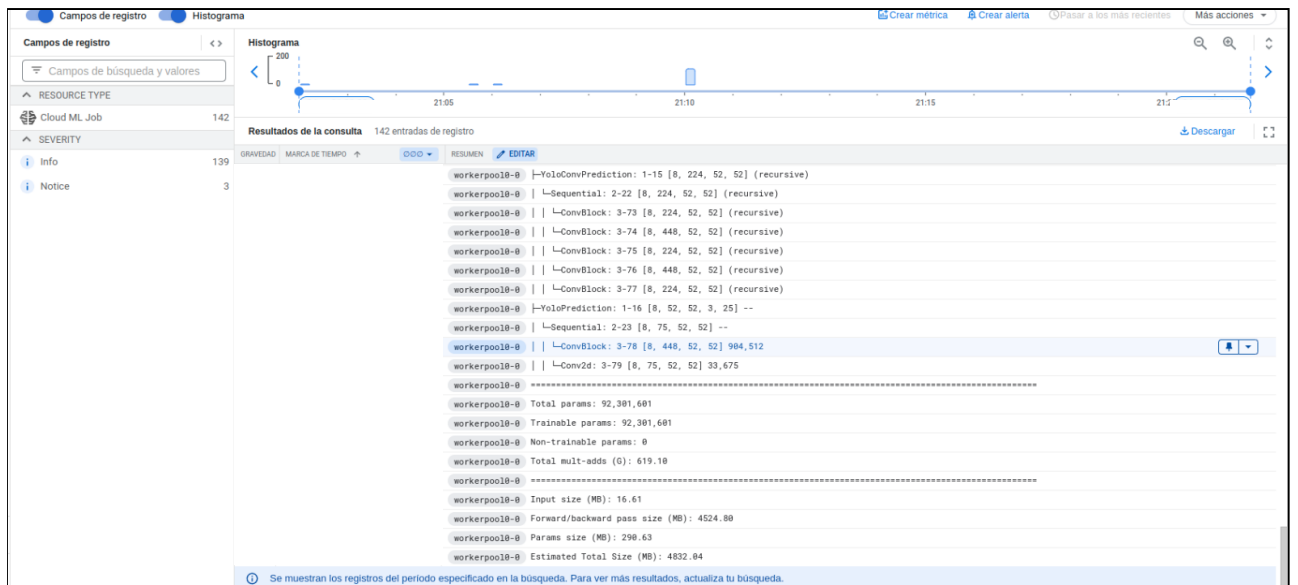 Campos de registro Histograma Crear métrica Crear alerta Pasar a los más recientes Más acciones
Campos de registro
Campos de búsqueda y valores
RESOURCE TYPE
Cloud ML Job 142
SEVERITY
Info 139
Notice 3
Histograma
200
0
21:05 21:10 21:15
Resultados de la consulta 142 entradas de registro Descargar
GRAVEDAD MARCA DE TIEMPO RESUMEN EDITAR
workerpool0-0 ├─YoloConvPrediction: 1-15 [8, 224, 52, 52] (recursive)
workerpool0-0 | └─Sequential: 2-22 [8, 224, 52, 52] (recursive)
workerpool0-0 | | └─ConvBlock: 3-73 [8, 224, 52, 52] (recursive)
workerpool0-0 | | └─ConvBlock: 3-74 [8, 448, 52, 52] (recursive)
workerpool0-0 | | └─ConvBlock: 3-75 [8, 224, 52, 52] (recursive)
workerpool0-0 | | └─ConvBlock: 3-76 [8, 448, 52, 52] (recursive)
workerpool0-0 | | └─ConvBlock: 3-77 [8, 224, 52, 52] (recursive)
workerpool0-0 ├─YoloPrediction: 1-16 [8, 52, 52, 3, 25] --
workerpool0-0 | └─Sequential: 2-23 [8, 75, 52, 52] --
workerpool0-0 | | └─ConvBlock: 3-78 [8, 448, 52, 52] 904,512
workerpool0-0 | | └─Conv2d: 3-79 [8, 75, 52, 52] 33,675
workerpool0-0 ====================================================================================================
workerpool0-0 Total params: 92,301,601
workerpool0-0 Trainable params: 92,301,601
workerpool0-0 Non-trainable params: 0
workerpool0-0 Total mult-adds (G): 619.10
workerpool0-0 ====================================================================================================
workerpool0-0 Input size (MB): 16.61
workerpool0-0 Forward/backward pass size (MB): 4524.80
workerpool0-0 Params size (MB): 290.63
workerpool0-0 Estimated Total Size (MB): 4832.04
Se muestran los registros del período especificado en la búsqueda. Para ver más resultados, actualiza tu búsqueda.